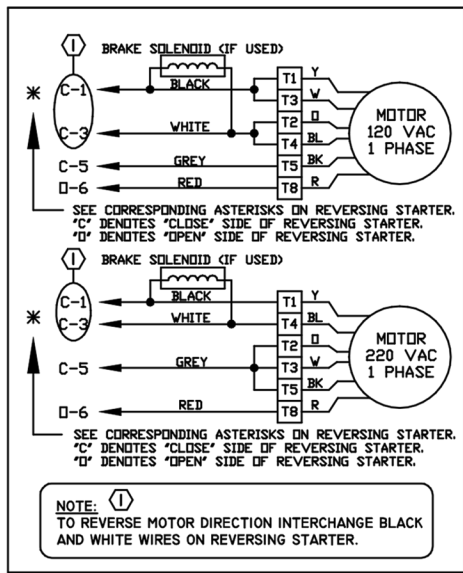 I BRAKE SOLENOID (IF USED)
* C-1 BLACK T1 Y
T3 W
MOTOR
120 VAC
1 PHASE
C-3 WHITE T2 O
T4 BL
C-5 GREY T5 BK
O-6 RED T8 R
SEE CORRESPONDING ASTERISKS ON REVERSING STARTER.
"C" DENOTES "CLOSE" SIDE OF REVERSING STARTER.
"O" DENOTES "OPEN" SIDE OF REVERSING STARTER.
I BRAKE SOLENOID (IF USED)
C-1 BLACK T1 Y
* C-3 WHITE T4 BL
T2 O
MOTOR
220 VAC
1 PHASE
C-5 GREY T3 W
T5 BK
O-6 RED T8 R
SEE CORRESPONDING ASTERISKS ON REVERSING STARTER.
"C" DENOTES "CLOSE" SIDE OF REVERSING STARTER.
"O" DENOTES "OPEN" SIDE OF REVERSING STARTER.
NOTE: I
TO REVERSE MOTOR DIRECTION INTERCHANGE BLACK
AND WHITE WIRES ON REVERSING STARTER.